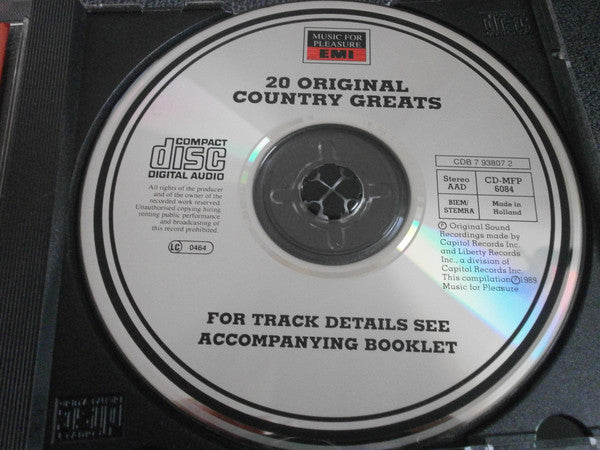 MUSIC FOR
PLEASURE
EMI
20 ORIGINAL
COUNTRY GREATS
COMPACT
disc
DIGITAL AUDIO
All rights of the producer
and of the owner of the
recorded work reserved.
Unauthorised copying hiring
renting public performance
and broadcasting of
this record prohibited.
LC 0464
CDB 7 93807 2
Stereo
AAD
CD-MFP
6084
BIEM/
STEMRA
Made in
Holland
Ⓟ Original Sound
Recordings made by
Capitol Records Inc.
and Liberty Records
Inc., a division of
Capitol Records Inc.
This compilation Ⓟ 1989
Music for Pleasure
FOR TRACK DETAILS SEE
ACCOMPANYING BOOKLET